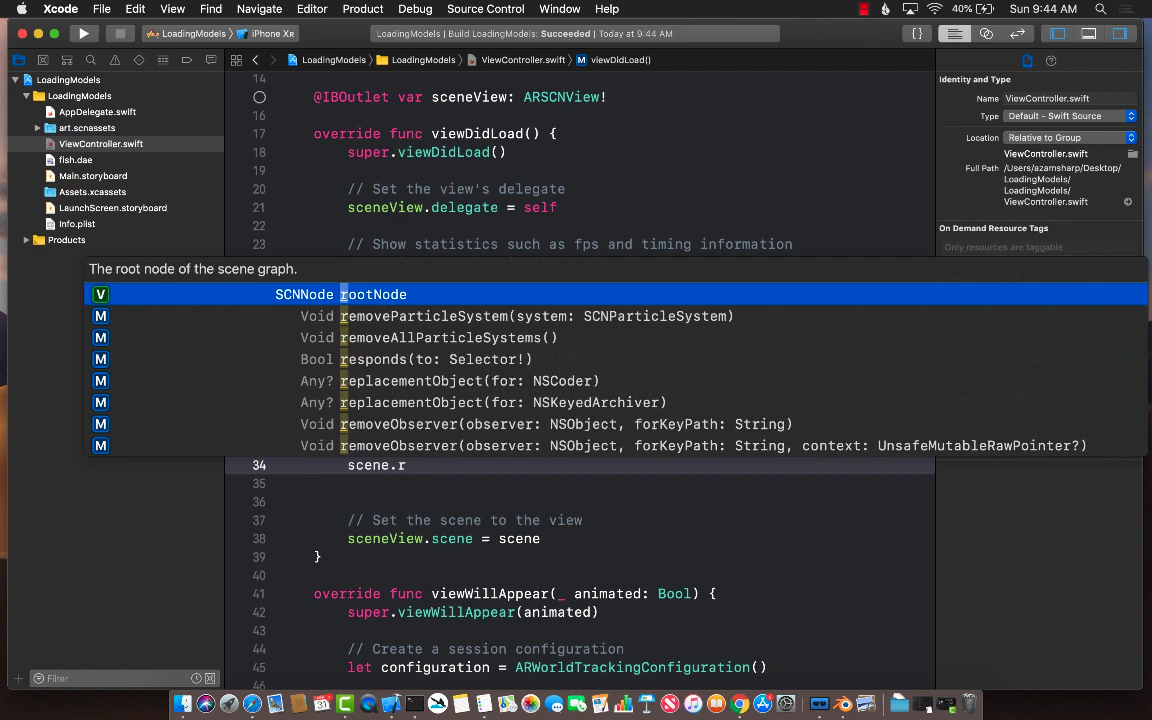 Xcode File Edit View Find Navigate Editor Product Debug Source Control Window Help 40% Sun 9:44 AM
LoadingModels iPhone XR LoadingModels | Build LoadingModels: Succeeded | Today at 9:44 AM
LoadingModels LoadingModels ViewController.swift M viewDidLoad()
LoadingModels
LoadingModels
AppDelegate.swift
art.scnassets
ViewController.swift
fish.dae
Main.storyboard
Assets.xcassets
LaunchScreen.storyboard
Info.plist
Products
Filter
14
@IBOutlet var sceneView: ARSCNView!
16
17 override func viewDidLoad() {
18 super.viewDidLoad()
19
20 // Set the view's delegate
21 sceneView.delegate = self
22
23 // Show statistics such as fps and timing information
The root node of the scene graph.
V SCNNode rootNode
M Void removeParticleSystem(system: SCNParticleSystem)
M Void removeAllParticleSystems()
M Bool responds(to: Selector!)
M Any? replacementObject(for: NSCoder)
M Any? replacementObject(for: NSKeyedArchiver)
M Void removeObserver(observer: NSObject, forKeyPath: String)
M Void removeObserver(observer: NSObject, forKeyPath: String, context: UnsafeMutableRawPointer?)
34 scene.r
35
36
37 // Set the scene to the view
38 sceneView.scene = scene
39 }
40
41 override func viewWillAppear(_ animated: Bool) {
42 super.viewWillAppear(animated)
43
44 // Create a session configuration
45 let configuration = ARWorldTrackingConfiguration()
46
Identity and Type
Name ViewController.swift
Type Default - Swift Source
Location Relative to Group
ViewController.swift
Full Path /Users/azamsharp/Desktop/
LoadingModels/
LoadingModels/
ViewController.swift
On Demand Resource Tags
Only resources are taggable